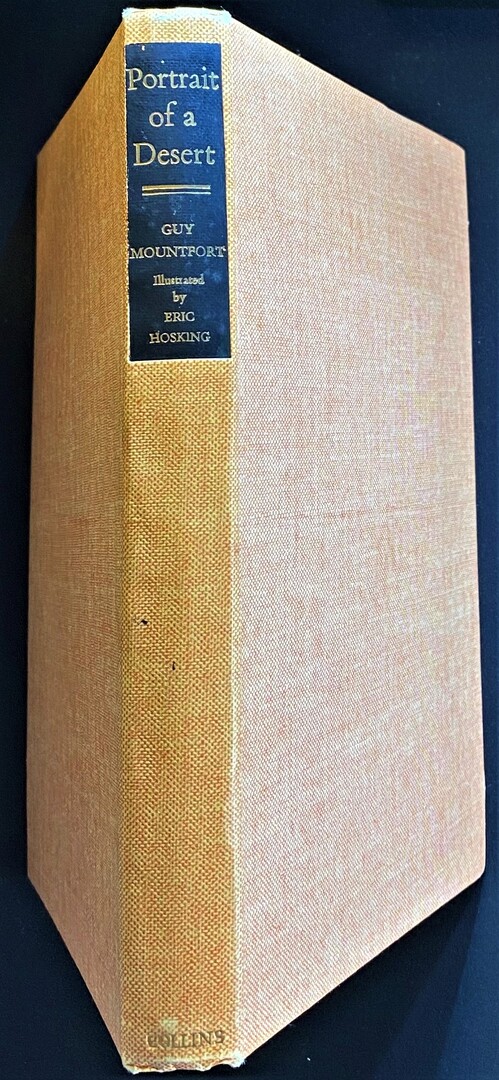 Portrait
of a
Desert
GUY
MOUNTFORT
Illustrated
by
ERIC
HOSKING
COLLINS